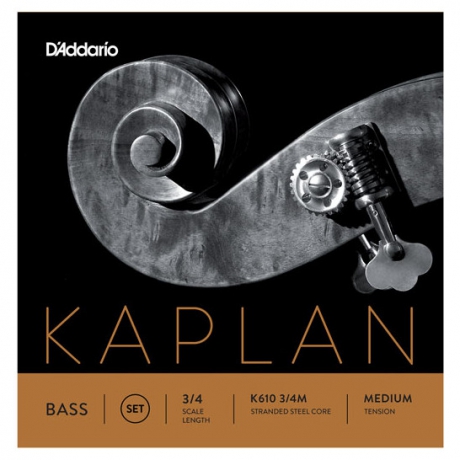 D'Addario
KAPLAN
BASS SET 3/4 K610 3/4M MEDIUM
SCALE STRANDED STEEL CORE TENSION
LENGTH